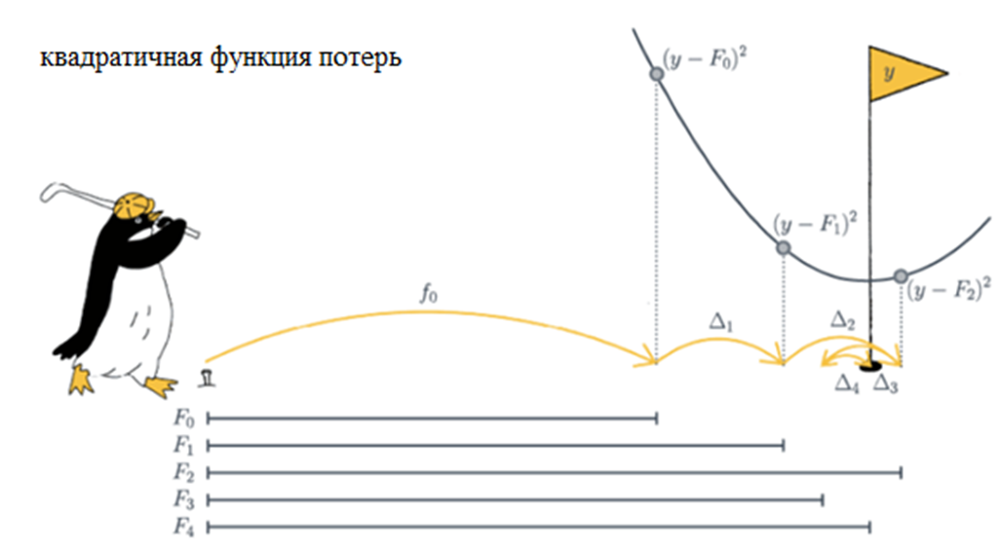 квадратичная функция потерь
(y − F₀)²
y
(y − F₁)²
(y − F₂)²
f₀
Δ₁
Δ₂
Δ₄ Δ₃
F₀
F₁
F₂
F₃
F₄